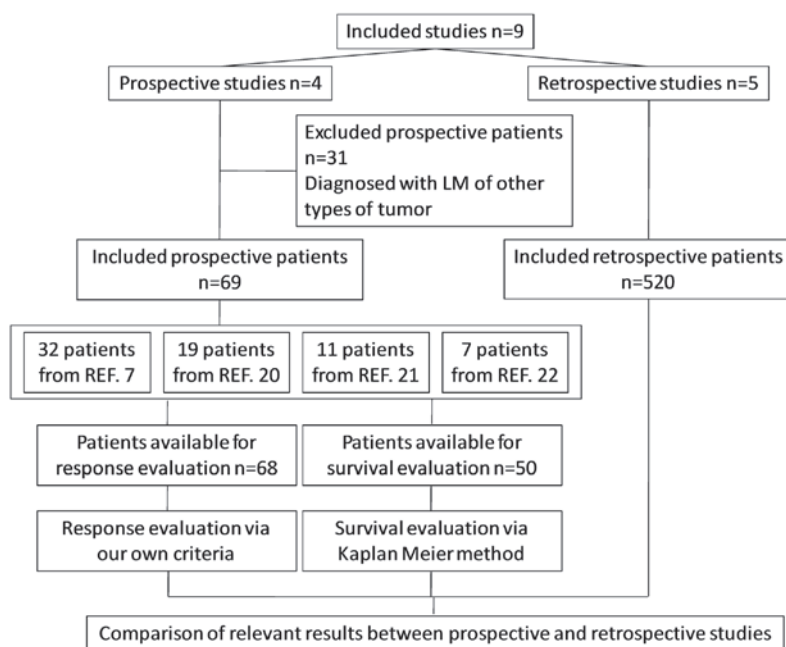 Included studies n=9
Prospective studies n=4
Retrospective studies n=5
Excluded prospective patients
n=31
Diagnosed with LM of other
types of tumor
Included prospective patients
n=69
Included retrospective patients
n=520
32 patients
from REF. 7
19 patients
from REF. 20
11 patients
from REF. 21
7 patients
from REF. 22
Patients available for
response evaluation n=68
Patients available for
survival evaluation n=50
Response evaluation via
our own criteria
Survival evaluation via
Kaplan Meier method
Comparison of relevant results between prospective and retrospective studies